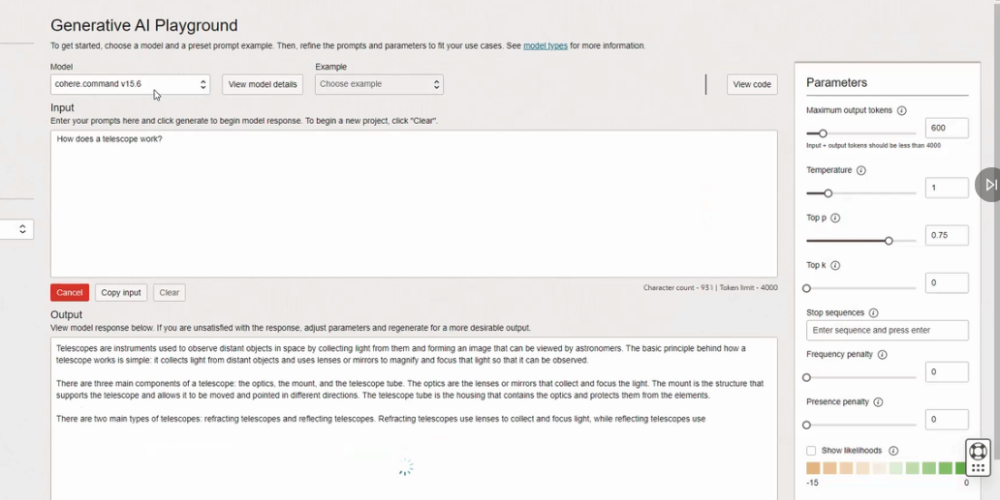 Generative AI Playground
To get started, choose a model and a preset prompt example. Then, refine the prompts and parameters to fit your use cases. See model types for more information.
Model
Example
cohere.command v15.6
View model details
Choose example
View code
Input
Enter your prompts here and click generate to begin model response. To begin a new project, click "Clear".
How does a telescope work?
Cancel
Copy input
Clear
Character count - 931 | Token limit - 4000
Output
View model response below. If you are unsatisfied with the response, adjust parameters and regenerate for a more desirable output.
Telescopes are instruments used to observe distant objects in space by collecting light from them and forming an image that can be viewed by astronomers. The basic principle behind how a
telescope works is simple: it collects light from distant objects and uses lenses or mirrors to magnify and focus that light so that it can be observed.
There are three main components of a telescope: the optics, the mount, and the telescope tube. The optics are the lenses or mirrors that collect and focus the light. The mount is the structure that
supports the telescope and allows it to be moved and pointed in different directions. The telescope tube is the housing that contains the optics and protects them from the elements.
There are two main types of telescopes: refracting telescopes and reflecting telescopes. Refracting telescopes use lenses to collect and focus light, while reflecting telescopes use
Parameters
Maximum output tokens
600
Input + output tokens should be less than 4000
Temperature
1
Top p
0.75
Top k
0
Stop sequences
Enter sequence and press enter
Frequency penalty
0
Presence penalty
0
Show likelihoods
-15
0